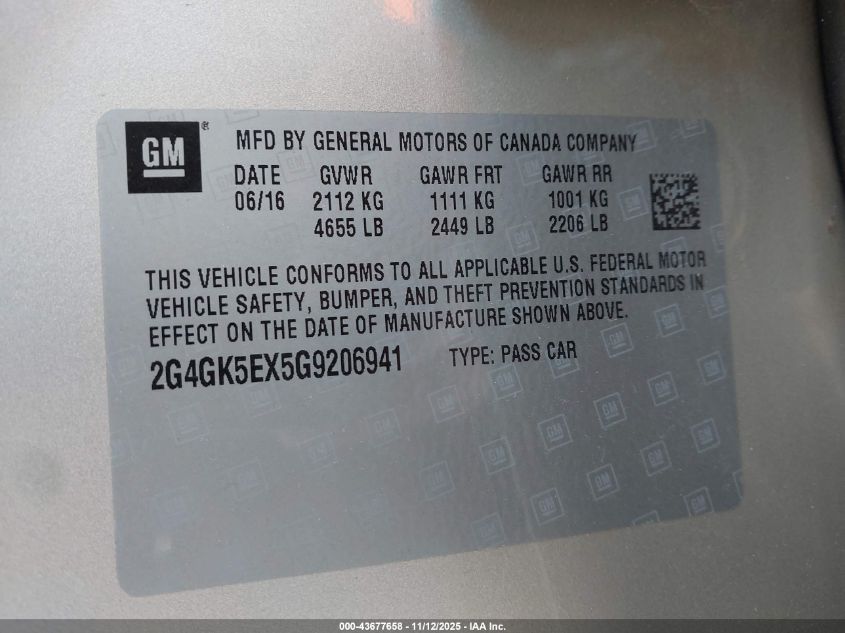 GM ® MFD BY GENERAL MOTORS OF CANADA COMPANY
DATE GVWR GAWR FRT GAWR RR
06/16 2112 KG 1111 KG 1001 KG
4655 LB 2449 LB 2206 LB
THIS VEHICLE CONFORMS TO ALL APPLICABLE U.S. FEDERAL MOTOR
VEHICLE SAFETY, BUMPER, AND THEFT PREVENTION STANDARDS IN
EFFECT ON THE DATE OF MANUFACTURE SHOWN ABOVE.
2G4GK5EX5G9206941 TYPE: PASS CAR
000-43677658 - 11/12/2025 - IAA Inc.